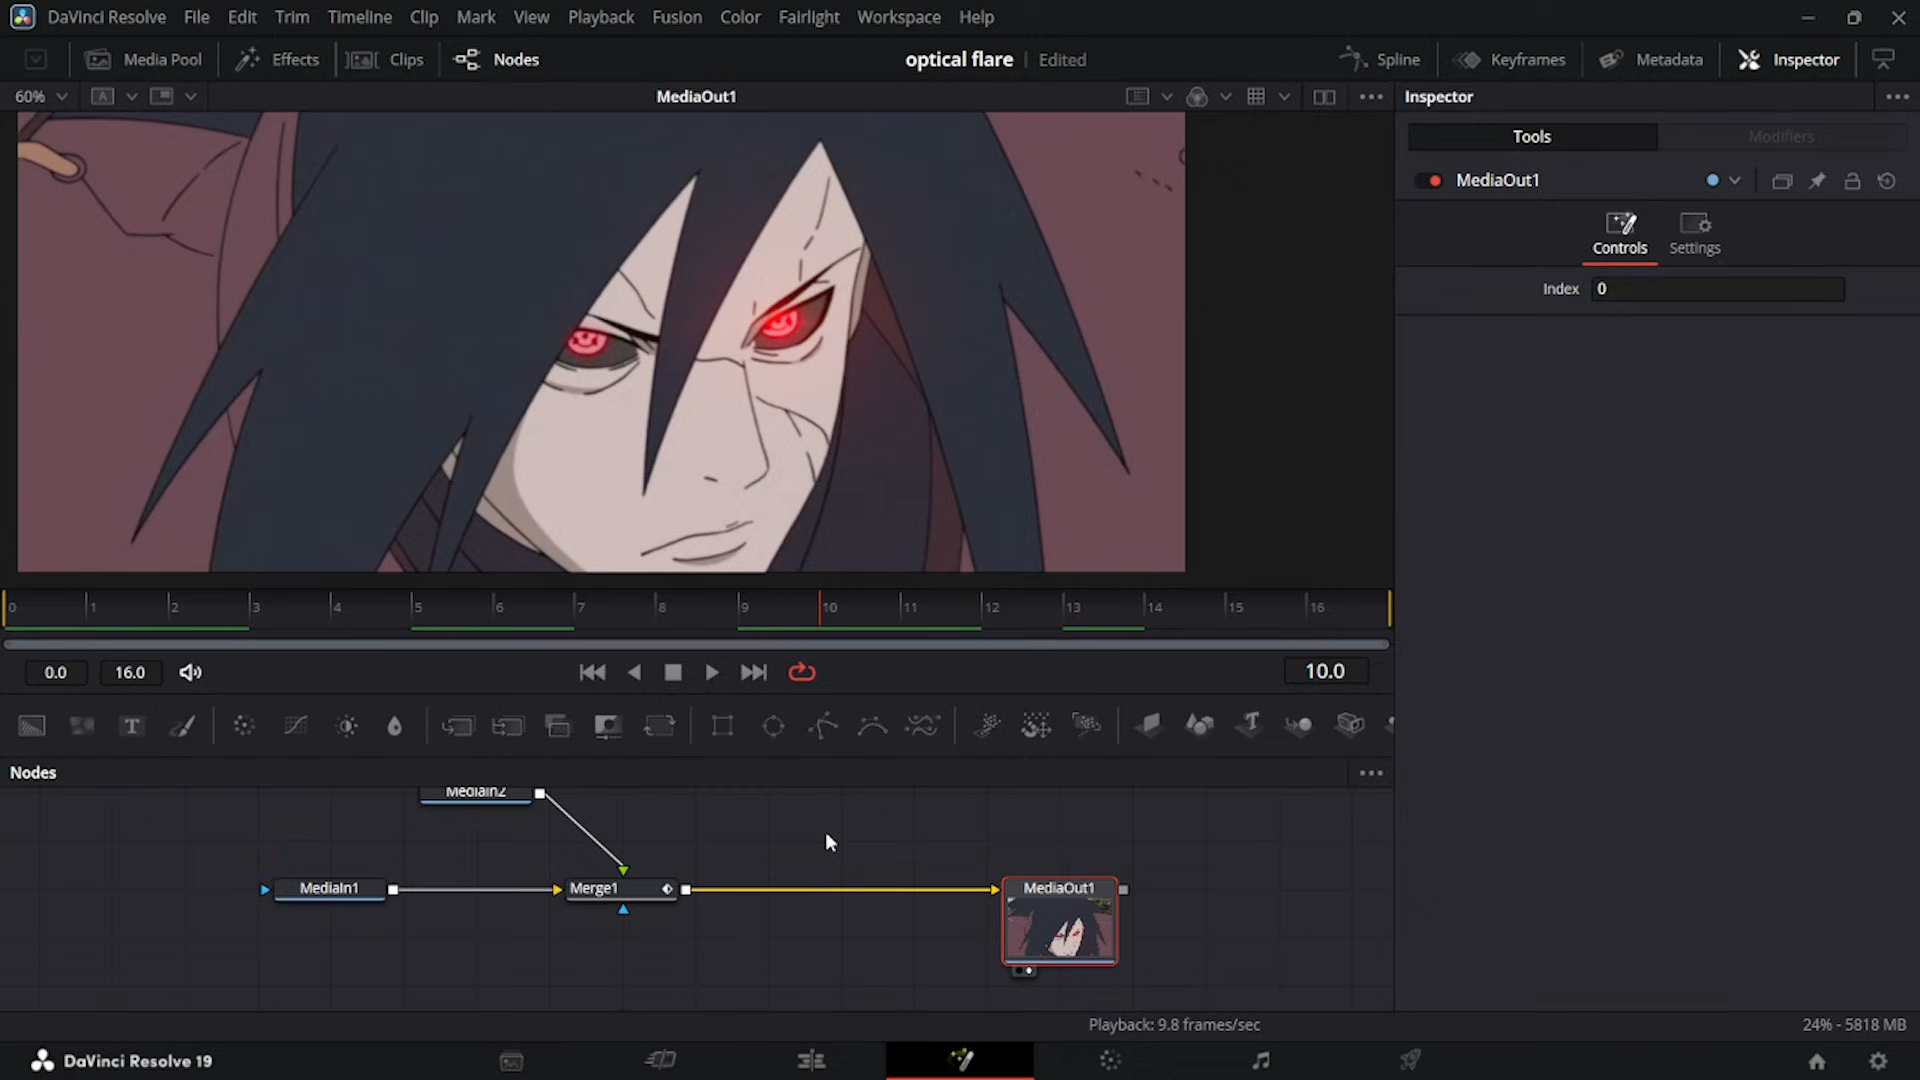 DaVinci Resolve File Edit Trim Timeline Clip Mark View Playback Fusion Color Fairlight Workspace Help
Media Pool Effects Clips Nodes optical flare Edited Spline Keyframes Metadata Inspector
60% A MediaOut1 Inspector
Tools Modifiers
MediaOut1
Controls Settings
Index 0
0 1 2 3 4 5 6 7 8 9 10 11 12 13 14 15 16
0.0 16.0 10.0
T T
Nodes
MediaIn2
MediaIn1 Merge1 MediaOut1
Playback: 9.8 frames/sec 24% - 5818 MB
DaVinci Resolve 19